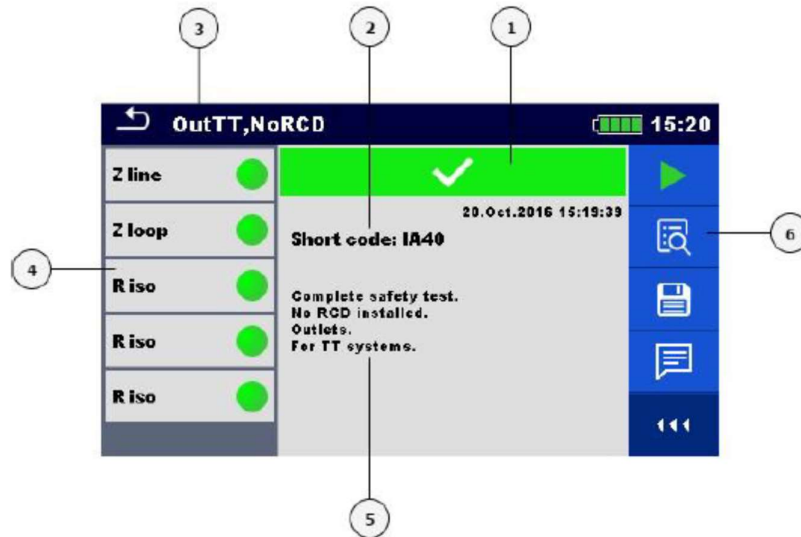 3
2
1
OutTT,NoRCD
15:20
Z line
20.Oct.2016 15:19:39
Z loop
Short code: IA40
6
4
R iso
Complete safety test.
No RCD installed.
Outlets.
For TT systems.
R iso
R iso
5